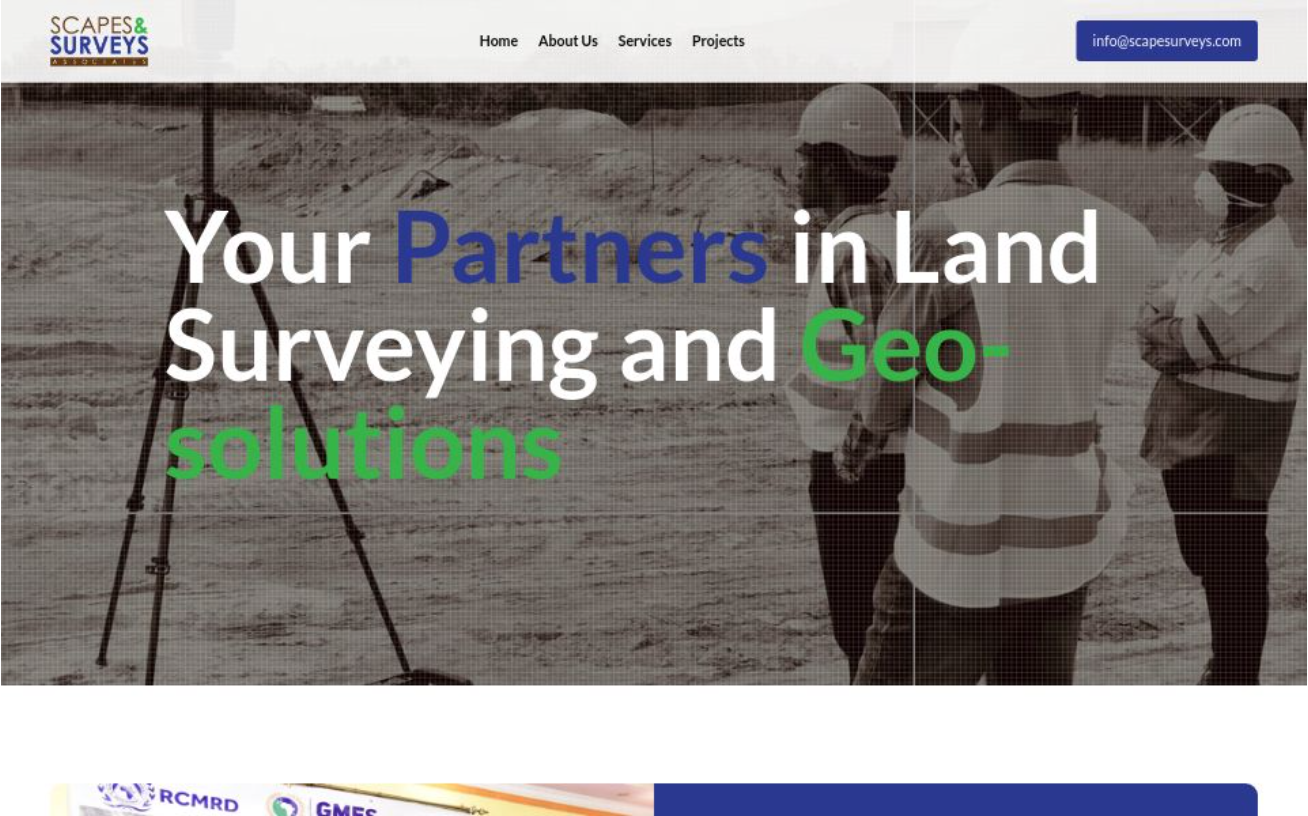 SCAPES&
SURVEYS
ASSOCIATES
Home About Us Services Projects
info@scapesurveys.com
Your Partners in Land
Surveying and Geo-
solutions
RCMRD
GMES